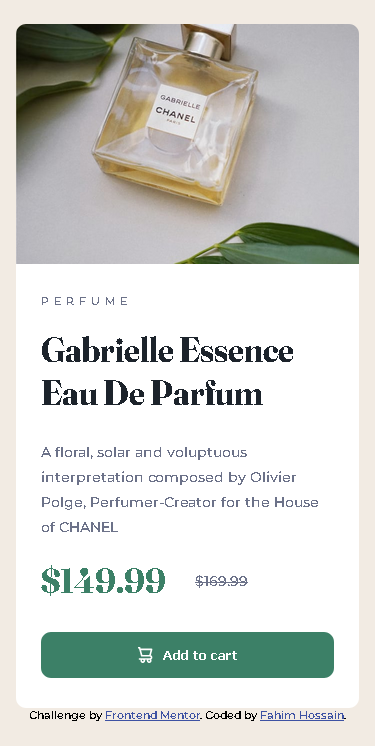 GABRIELLE
CHANEL
PARIS
PERFUME
Gabrielle Essence
Eau De Parfum
A floral, solar and voluptuous
interpretation composed by Olivier
Polge, Perfumer-Creator for the House
of CHANEL
$149.99 $169.99
Add to cart
Challenge by Frontend Mentor. Coded by Fahim Hossain.